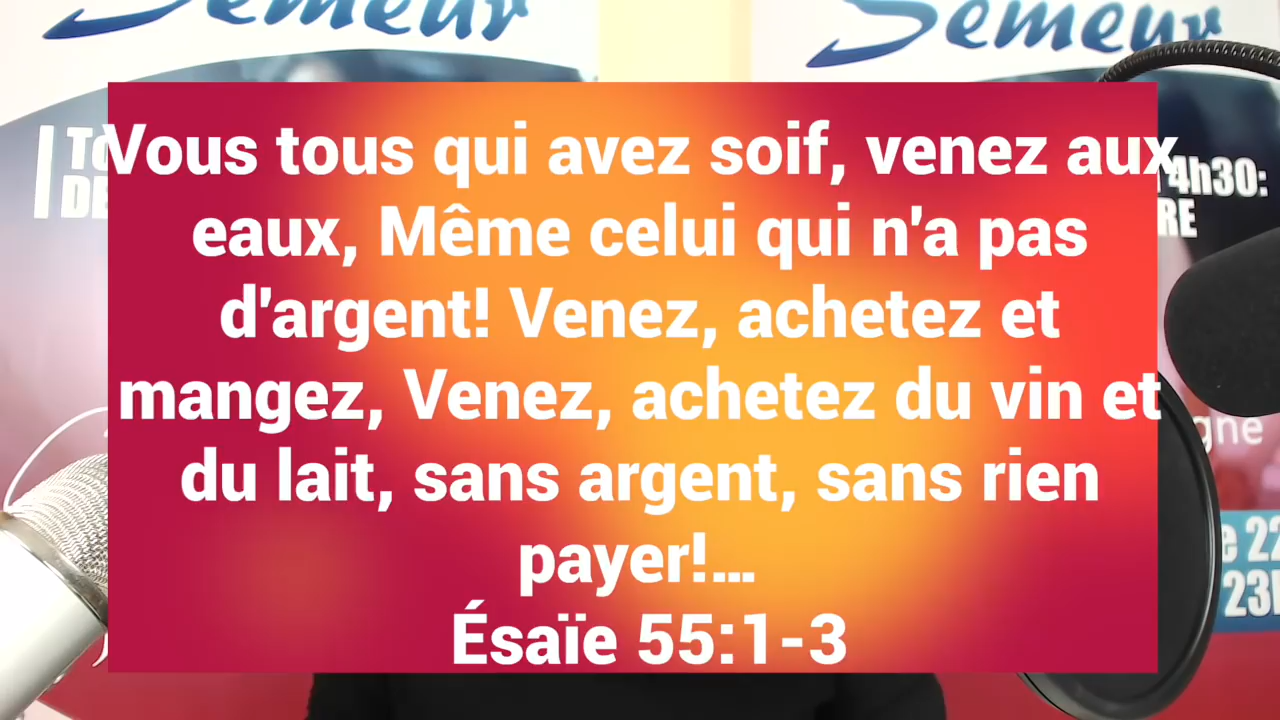 Semeur
Semeur
Vous tous qui avez soif, venez aux
4h30:
eaux, Même celui qui n'a pas
d'argent! Venez, achetez et
mangez, Venez, achetez du vin et
du lait, sans argent, sans rien
payer!...
Ésaïe 55:1-3